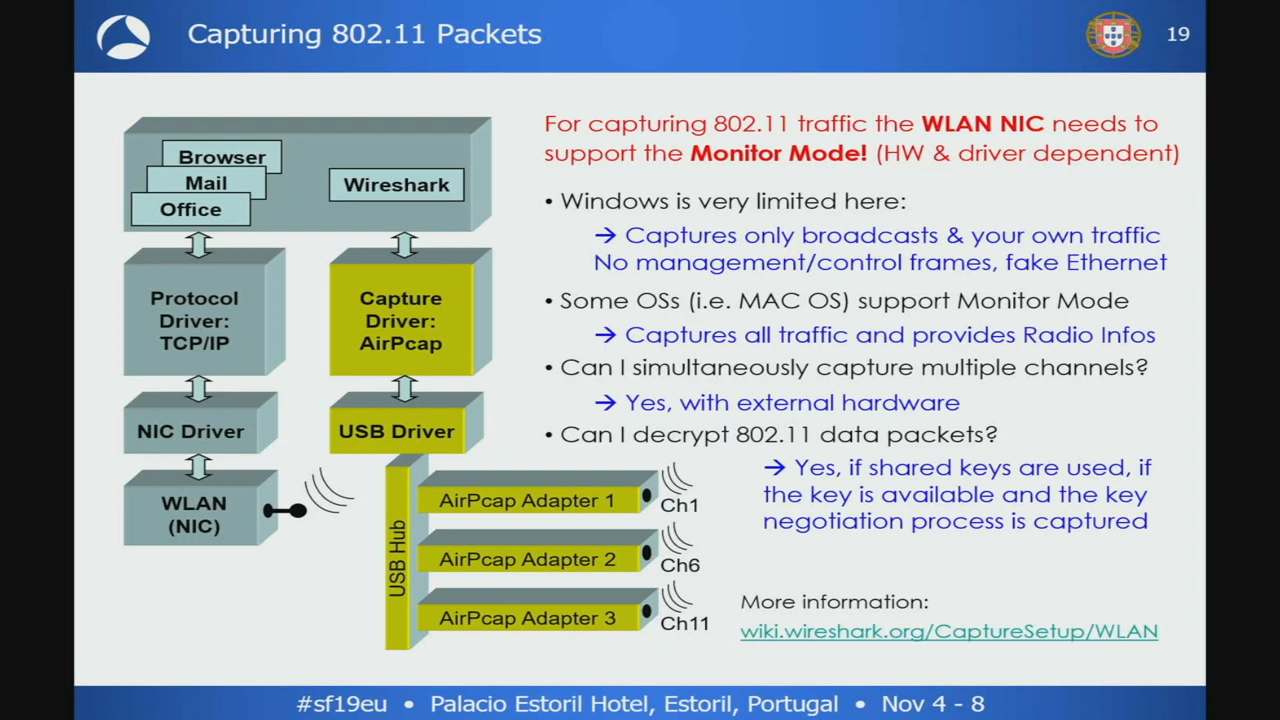 Capturing 802.11 Packets
19
Browser
Mail
Office
Wireshark
Protocol
Driver:
TCP/IP
Capture
Driver:
AirPcap
NIC Driver
USB Driver
WLAN
(NIC)
USB Hub
AirPcap Adapter 1
Ch1
AirPcap Adapter 2
Ch6
AirPcap Adapter 3
Ch11
For capturing 802.11 traffic the WLAN NIC needs to
support the Monitor Mode! (HW & driver dependent)
• Windows is very limited here:
→ Captures only broadcasts & your own traffic
No management/control frames, fake Ethernet
• Some OSs (i.e. MAC OS) support Monitor Mode
→ Captures all traffic and provides Radio Infos
• Can I simultaneously capture multiple channels?
→ Yes, with external hardware
• Can I decrypt 802.11 data packets?
→ Yes, if shared keys are used, if
the key is available and the key
negotiation process is captured
More information:
wiki.wireshark.org/CaptureSetup/WLAN
#sf19eu • Palacio Estoril Hotel, Estoril, Portugal • Nov 4 - 8